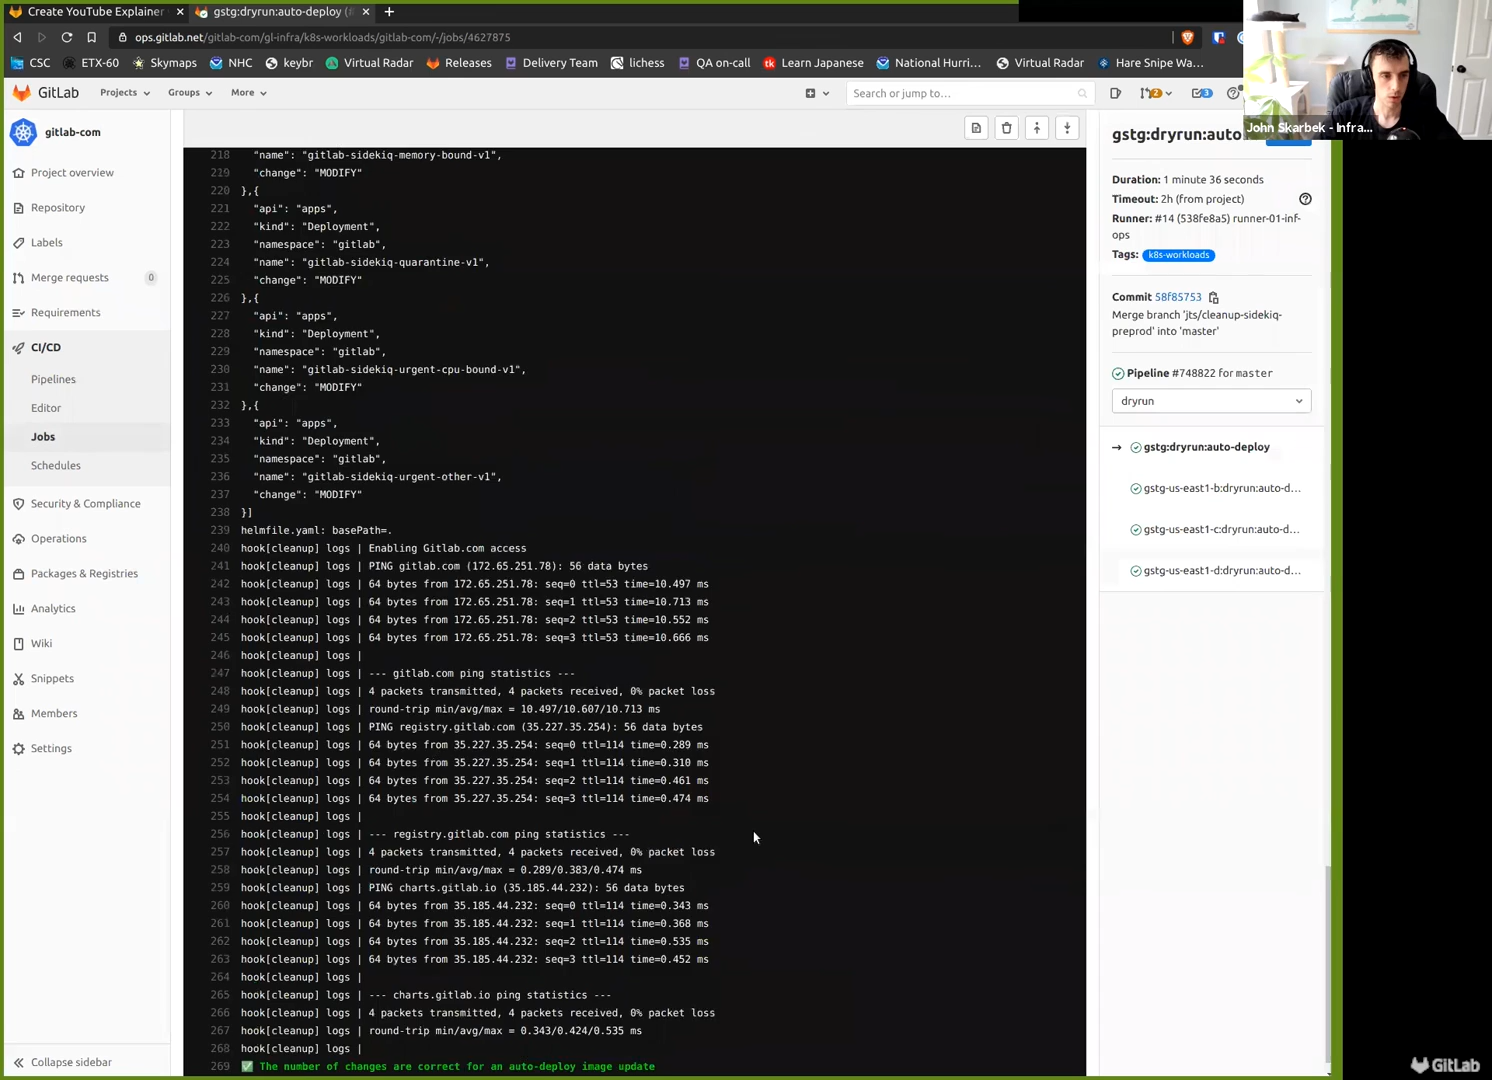 Create YouTube Explainer
gstg:dryrun:auto-deploy (#
ops.gitlab.net/gitlab-com/gl-infra/k8s-workloads/gitlab-com/-/jobs/4627875
CSC
ETX-60
Skymaps
NHC
keybr
Virtual Radar
Releases
Delivery Team
lichess
QA on-call
Learn Japanese
National Hurri...
Virtual Radar
Hare Snipe Wa...
GitLab
Projects
Groups
More
Search or jump to...
2
3
John Skarbek - Infra...
gitlab-com
Project overview
Repository
Labels
Merge requests 0
Requirements
CI/CD
Pipelines
Editor
Jobs
Schedules
Security & Compliance
Operations
Packages & Registries
Analytics
Wiki
Snippets
Members
Settings
Collapse sidebar
218 "name": "gitlab-sidekiq-memory-bound-v1",
219 "change": "MODIFY"
220 },{
221 "api": "apps",
222 "kind": "Deployment",
223 "namespace": "gitlab",
224 "name": "gitlab-sidekiq-quarantine-v1",
225 "change": "MODIFY"
226 },{
227 "api": "apps",
228 "kind": "Deployment",
229 "namespace": "gitlab",
230 "name": "gitlab-sidekiq-urgent-cpu-bound-v1",
231 "change": "MODIFY"
232 },{
233 "api": "apps",
234 "kind": "Deployment",
235 "namespace": "gitlab",
236 "name": "gitlab-sidekiq-urgent-other-v1",
237 "change": "MODIFY"
238 }]
239 helmfile.yaml: basePath=.
240 hook[cleanup] logs | Enabling Gitlab.com access
241 hook[cleanup] logs | PING gitlab.com (172.65.251.78): 56 data bytes
242 hook[cleanup] logs | 64 bytes from 172.65.251.78: seq=0 ttl=53 time=10.497 ms
243 hook[cleanup] logs | 64 bytes from 172.65.251.78: seq=1 ttl=53 time=10.713 ms
244 hook[cleanup] logs | 64 bytes from 172.65.251.78: seq=2 ttl=53 time=10.552 ms
245 hook[cleanup] logs | 64 bytes from 172.65.251.78: seq=3 ttl=53 time=10.666 ms
246 hook[cleanup] logs |
247 hook[cleanup] logs | --- gitlab.com ping statistics ---
248 hook[cleanup] logs | 4 packets transmitted, 4 packets received, 0% packet loss
249 hook[cleanup] logs | round-trip min/avg/max = 10.497/10.607/10.713 ms
250 hook[cleanup] logs | PING registry.gitlab.com (35.227.35.254): 56 data bytes
251 hook[cleanup] logs | 64 bytes from 35.227.35.254: seq=0 ttl=114 time=0.289 ms
252 hook[cleanup] logs | 64 bytes from 35.227.35.254: seq=1 ttl=114 time=0.310 ms
253 hook[cleanup] logs | 64 bytes from 35.227.35.254: seq=2 ttl=114 time=0.461 ms
254 hook[cleanup] logs | 64 bytes from 35.227.35.254: seq=3 ttl=114 time=0.474 ms
255 hook[cleanup] logs |
256 hook[cleanup] logs | --- registry.gitlab.com ping statistics ---
257 hook[cleanup] logs | 4 packets transmitted, 4 packets received, 0% packet loss
258 hook[cleanup] logs | round-trip min/avg/max = 0.289/0.383/0.474 ms
259 hook[cleanup] logs | PING charts.gitlab.io (35.185.44.232): 56 data bytes
260 hook[cleanup] logs | 64 bytes from 35.185.44.232: seq=0 ttl=114 time=0.343 ms
261 hook[cleanup] logs | 64 bytes from 35.185.44.232: seq=1 ttl=114 time=0.368 ms
262 hook[cleanup] logs | 64 bytes from 35.185.44.232: seq=2 ttl=114 time=0.535 ms
263 hook[cleanup] logs | 64 bytes from 35.185.44.232: seq=3 ttl=114 time=0.452 ms
264 hook[cleanup] logs |
265 hook[cleanup] logs | --- charts.gitlab.io ping statistics ---
266 hook[cleanup] logs | 4 packets transmitted, 4 packets received, 0% packet loss
267 hook[cleanup] logs | round-trip min/avg/max = 0.343/0.424/0.535 ms
268 hook[cleanup] logs |
269 ✅ The number of changes are correct for an auto-deploy image update
gstg:dryrun:auto
Duration: 1 minute 36 seconds
Timeout: 2h (from project)
Runner: #14 (538fe8a5) runner-01-inf-
ops
Tags: k8s-workloads
Commit 58f85753
Merge branch 'jts/cleanup-sidekiq-
preprod' into 'master'
Pipeline #748822 for master
dryrun
→ gstg:dryrun:auto-deploy
gstg-us-east1-b:dryrun:auto-d...
gstg-us-east1-c:dryrun:auto-d...
gstg-us-east1-d:dryrun:auto-d...
GitLab